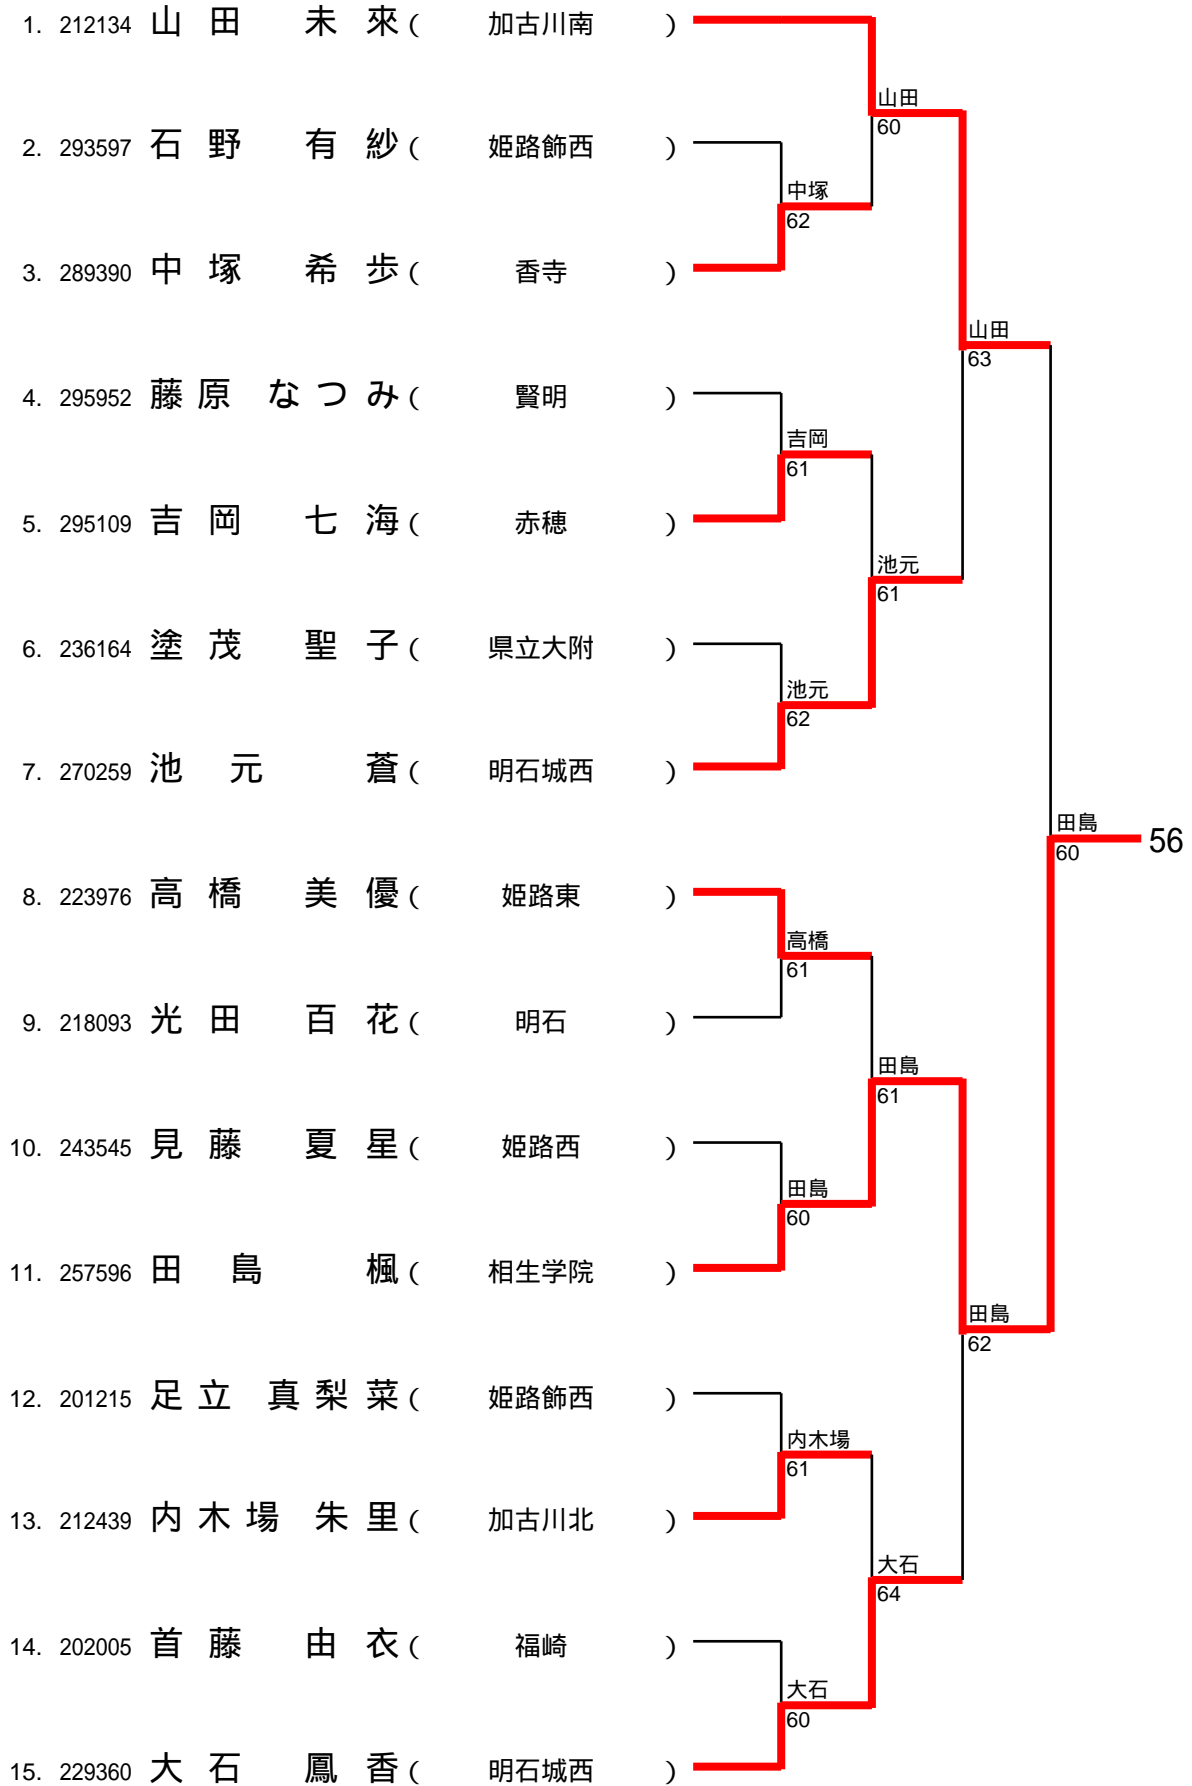 1. 212134 山田 未來 ( 加古川南 )
山田
60
2. 293597 石野 有紗 ( 姫路飾西 )
中塚
62
3. 289390 中塚 希歩 ( 香寺 )
山田
63
4. 295952 藤原 なつみ ( 賢明 )
吉岡
61
5. 295109 吉岡 七海 ( 赤穂 )
池元
61
6. 236164 塗茂 聖子 ( 県立大附 )
池元
62
7. 270259 池元 蒼 ( 明石城西 )
田島
60
56
8. 223976 高橋 美優 ( 姫路東 )
高橋
61
9. 218093 光田 百花 ( 明石 )
田島
61
10. 243545 見藤 夏星 ( 姫路西 )
田島
60
11. 257596 田島 楓 ( 相生学院 )
田島
62
12. 201215 足立 真梨菜 ( 姫路飾西 )
内木場
61
13. 212439 内木場 朱里 ( 加古川北 )
大石
64
14. 202005 首藤 由衣 ( 福崎 )
大石
60
15. 229360 大石 鳳香 ( 明石城西 )